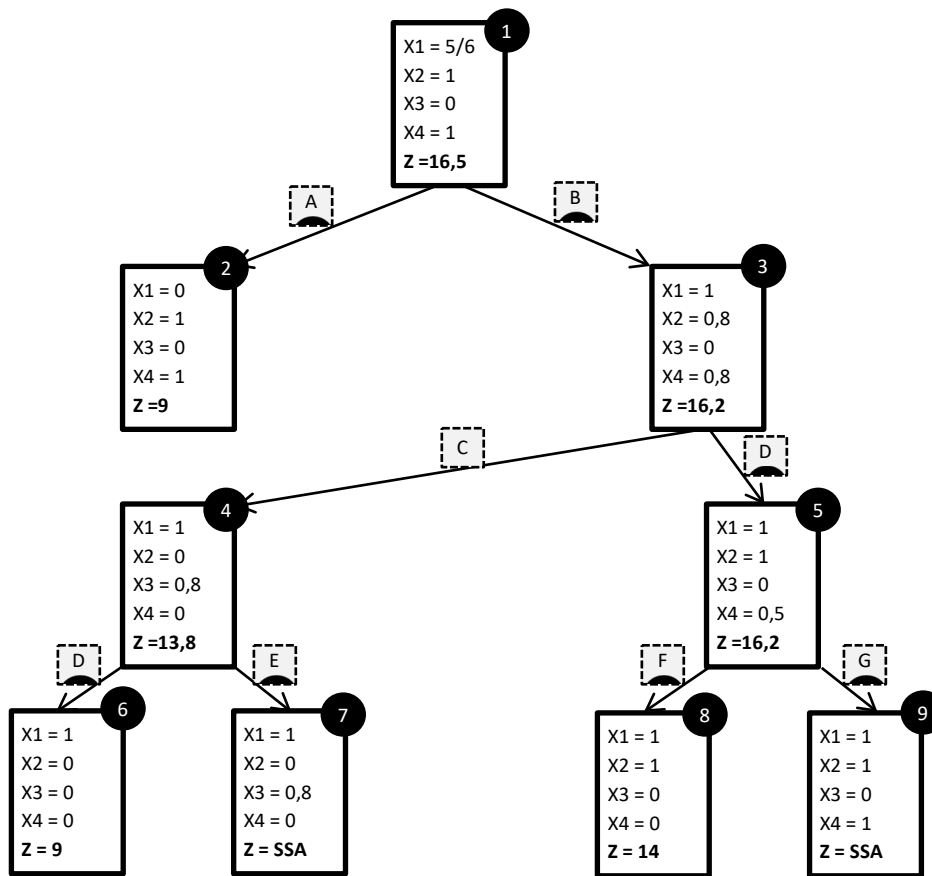 1
X1 = 5/6
X2 = 1
X3 = 0
X4 = 1
Z =16,5
A
B
2
X1 = 0
X2 = 1
X3 = 0
X4 = 1
Z =9
3
X1 = 1
X2 = 0,8
X3 = 0
X4 = 0,8
Z =16,2
C
D
4
X1 = 1
X2 = 0
X3 = 0,8
X4 = 0
Z =13,8
5
X1 = 1
X2 = 1
X3 = 0
X4 = 0,5
Z =16,2
D
E
F
G
6
X1 = 1
X2 = 0
X3 = 0
X4 = 0
Z = 9
7
X1 = 1
X2 = 0
X3 = 0,8
X4 = 0
Z = SSA
8
X1 = 1
X2 = 1
X3 = 0
X4 = 0
Z = 14
9
X1 = 1
X2 = 1
X3 = 0
X4 = 1
Z = SSA